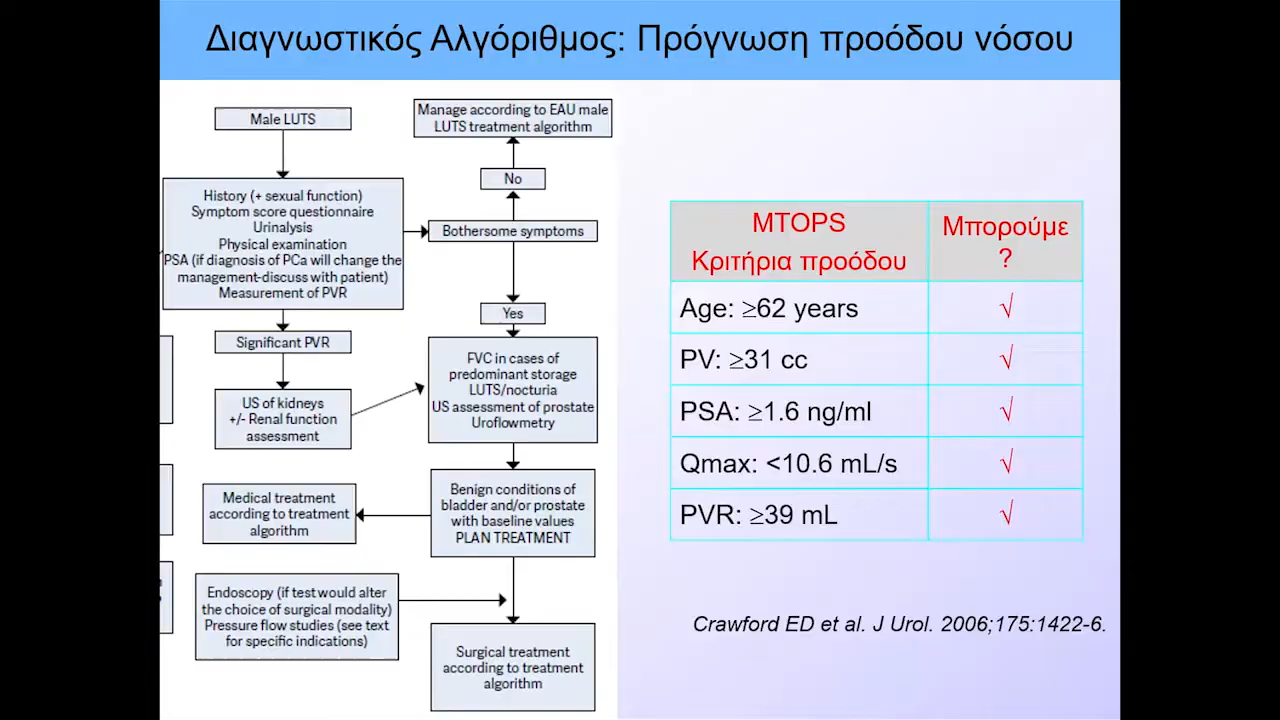 Διαγνωστικός Αλγόριθμος: Πρόγνωση προόδου νόσου
Male LUTS
History (+ sexual function)
Symptom score questionnaire
Urinalysis
Physical examination
PSA (if diagnosis of PCa will change the
management-discuss with patient)
Measurement of PVR
Significant PVR
US of kidneys
+/- Renal function
assessment
Manage according to EAU male
LUTS treatment algorithm
No
Bothersome symptoms
Yes
FVC in cases of
predominant storage
LUTS/nocturia
US assessment of prostate
Uroflowmetry
Benign conditions of
bladder and/or prostate
with baseline values
PLAN TREATMENT
Medical treatment
according to treatment
algorithm
Endoscopy (if test would alter
the choice of surgical modality)
Pressure flow studies (see text
for specific indications)
Surgical treatment
according to treatment
algorithm
MTOPS
Κριτήρια προόδου
Μπορούμε
?
Age: ≥62 years √
PV: ≥31 cc √
PSA: ≥1.6 ng/ml √
Qmax: <10.6 mL/s √
PVR: ≥39 mL √
Crawford ED et al. J Urol. 2006;175:1422-6.